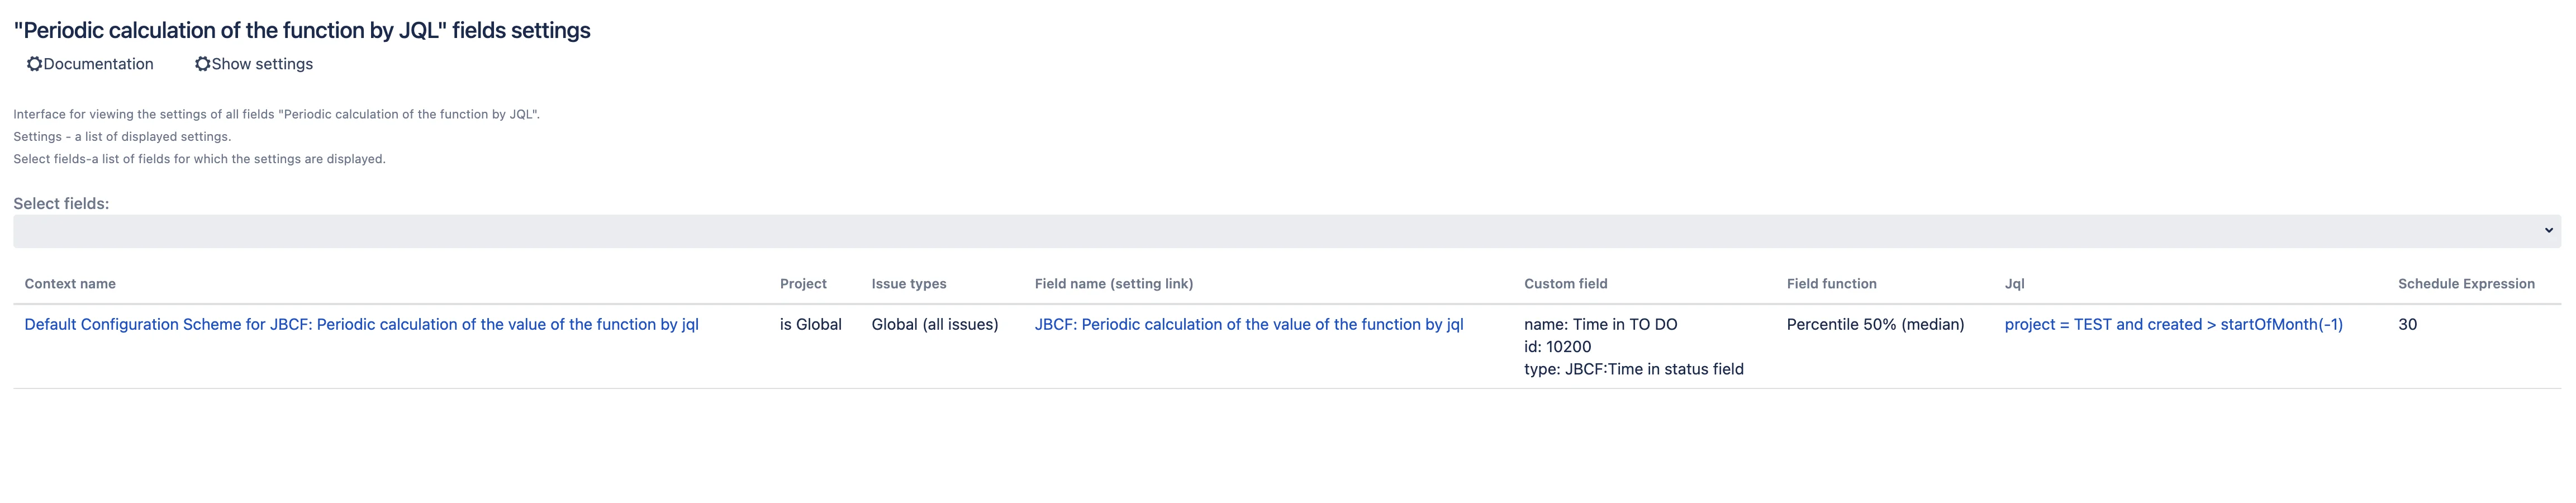 "Periodic calculation of the function by JQL" fields settings
Documentation Show settings
Interface for viewing the settings of all fields "Periodic calculation of the function by JQL".
Settings - a list of displayed settings.
Select fields-a list of fields for which the settings are displayed.
Select fields:
Context name Project Issue types Field name (setting link) Custom field Field function Jql Schedule Expression
Default Configuration Scheme for JBCF: Periodic calculation of the value of the function by jql is Global Global (all issues) JBCF: Periodic calculation of the value of the function by jql name: Time in TO DO Percentile 50% (median) project = TEST and created > startOfMonth(-1) 30
id: 10200
type: JBCF:Time in status field